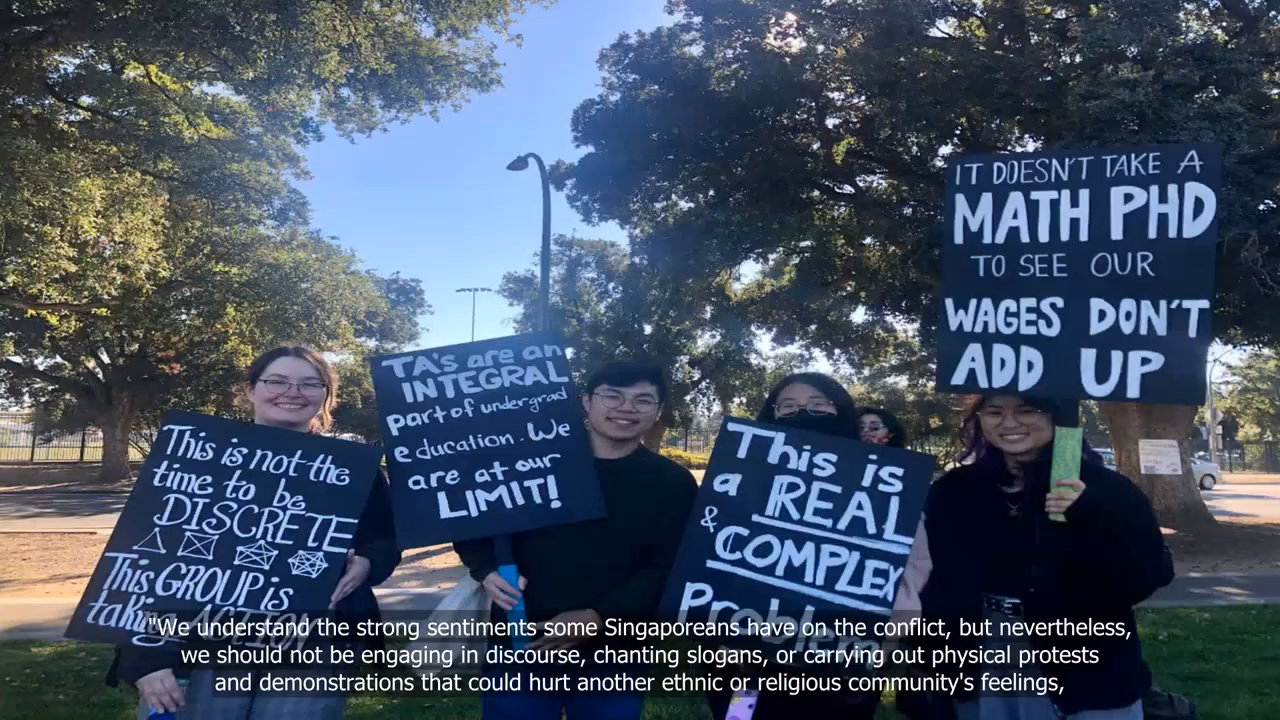 This is not the
time to be
DISCRETE
This GROUP is
taking ACTION
TA'S are an
INTEGRAL
part of undergrad
education. We
are at our
LIMIT!
This is
a REAL
& COMPLEX
Problem
IT DOESN'T TAKE A
MATH PHD
TO SEE OUR
WAGES DON'T
ADD UP
"We understand the strong sentiments some Singaporeans have on the conflict, but nevertheless,
we should not be engaging in discourse, chanting slogans, or carrying out physical protests
and demonstrations that could hurt another ethnic or religious community's feelings,